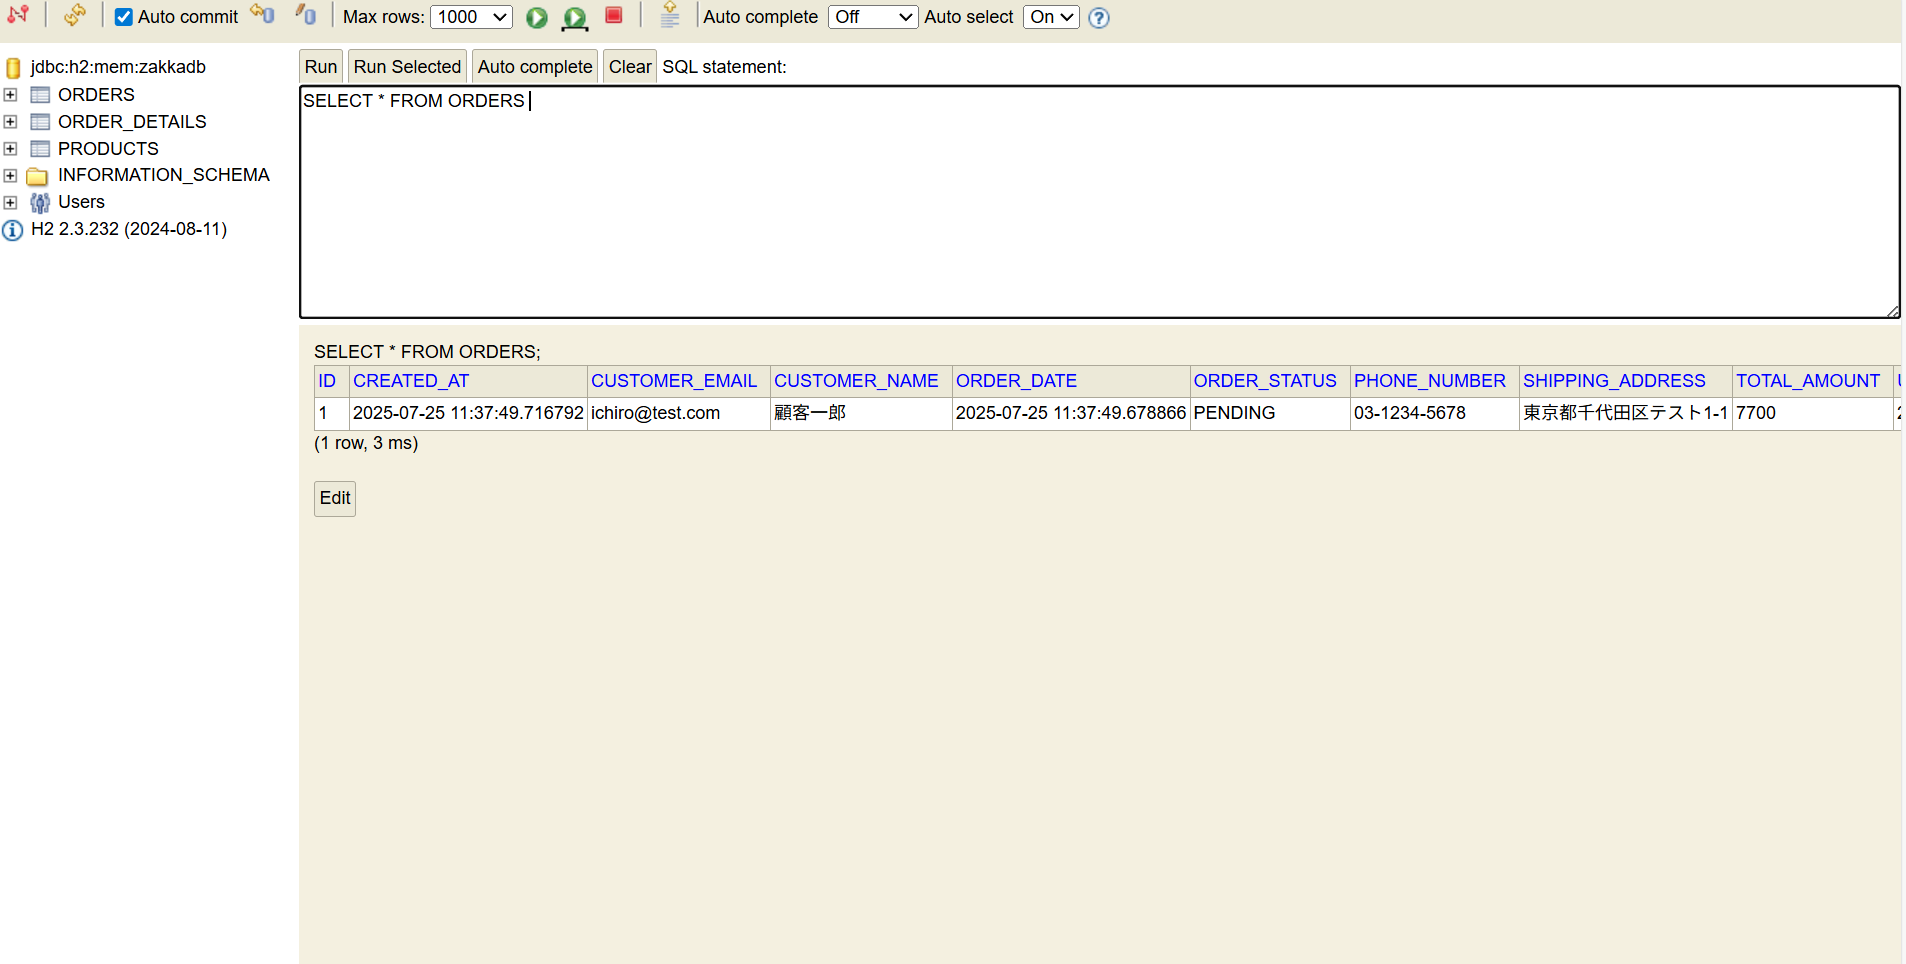 Auto commit Max rows: 1000 Auto complete Off Auto select On
jdbc:h2:mem:zakkadb
ORDERS
ORDER_DETAILS
PRODUCTS
INFORMATION_SCHEMA
Users
H2 2.3.232 (2024-08-11)
Run Run Selected Auto complete Clear SQL statement:
SELECT * FROM ORDERS
SELECT * FROM ORDERS;
ID CREATED_AT CUSTOMER_EMAIL CUSTOMER_NAME ORDER_DATE ORDER_STATUS PHONE_NUMBER SHIPPING_ADDRESS TOTAL_AMOUNT
1 2025-07-25 11:37:49.716792 ichiro@test.com 顧客一郎 2025-07-25 11:37:49.678866 PENDING 03-1234-5678 東京都千代田区テスト1-1 7700
(1 row, 3 ms)
Edit